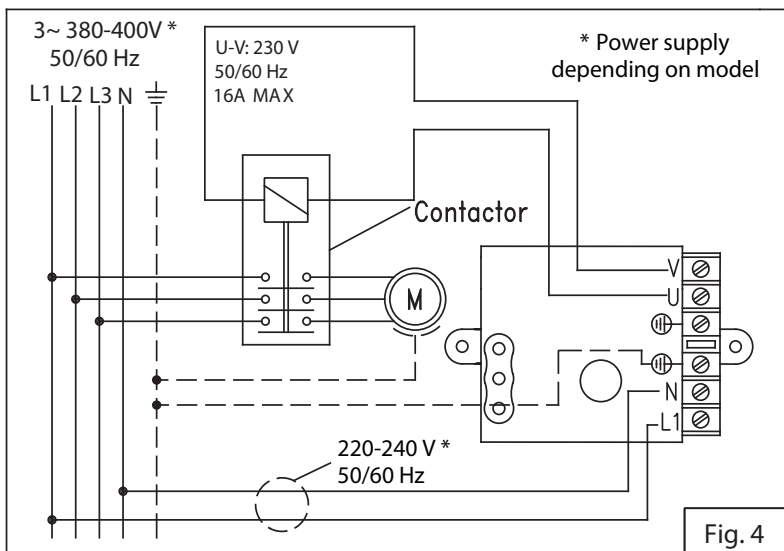 3~ 380-400V *
50/60 Hz
L1 L2 L3 N
U-V: 230 V
50/60 Hz
16A MAX
* Power supply
depending on model
Contactor
M
V
U
N
L1
220-240 V *
50/60 Hz
Fig. 4